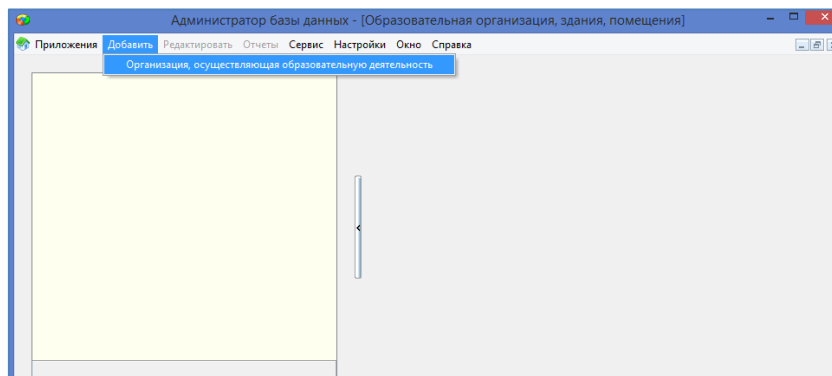 Администратор базы данных - [Образовательная организация, здания, помещения]
Приложения Добавить Редактировать Отчеты Сервис Настройки Окно Справка
Организация, осуществляющая образовательную деятельность